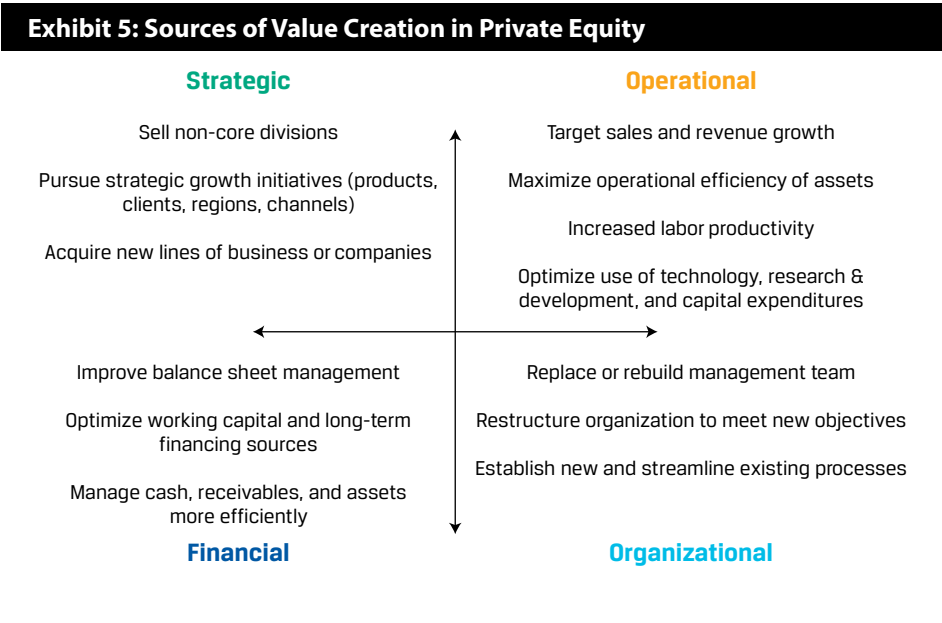 Exhibit 5: Sources of Value Creation in Private Equity
Strategic
Sell non-core divisions
Pursue strategic growth initiatives (products,
clients, regions, channels)
Acquire new lines of business or companies
Operational
Target sales and revenue growth
Maximize operational efficiency of assets
Increased labor productivity
Optimize use of technology, research &
development, and capital expenditures
Improve balance sheet management
Optimize working capital and long-term
financing sources
Manage cash, receivables, and assets
more efficiently
Financial
Replace or rebuild management team
Restructure organization to meet new objectives
Establish new and streamline existing processes
Organizational